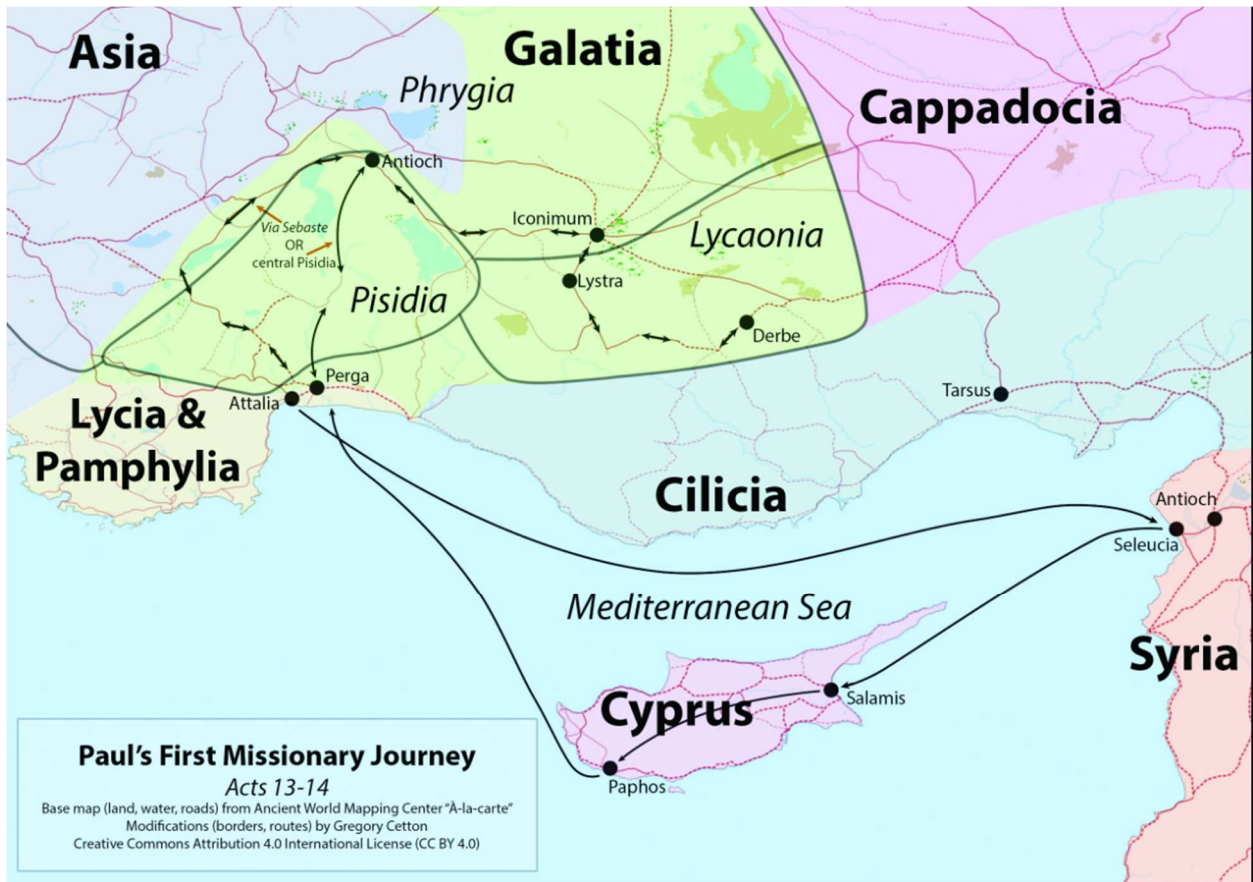 Asia
Galatia
Phrygia
Cappadocia
Antioch
Via Sebaste
OR
central Pisidia
Iconimum
Lycaonia
Lystra
Pisidia
Derbe
Perga
Attalia
Tarsus
Lycia &
Pamphylia
Cilicia
Antioch
Seleucia
Mediterranean Sea
Syria
Salamis
Cyprus
Paphos
Paul's First Missionary Journey
Acts 13-14
Base map (land, water, roads) from Ancient World Mapping Center “À-la-carte”
Modifications (borders, routes) by Gregory Cetton
Creative Commons Attribution 4.0 International License (CC BY 4.0)